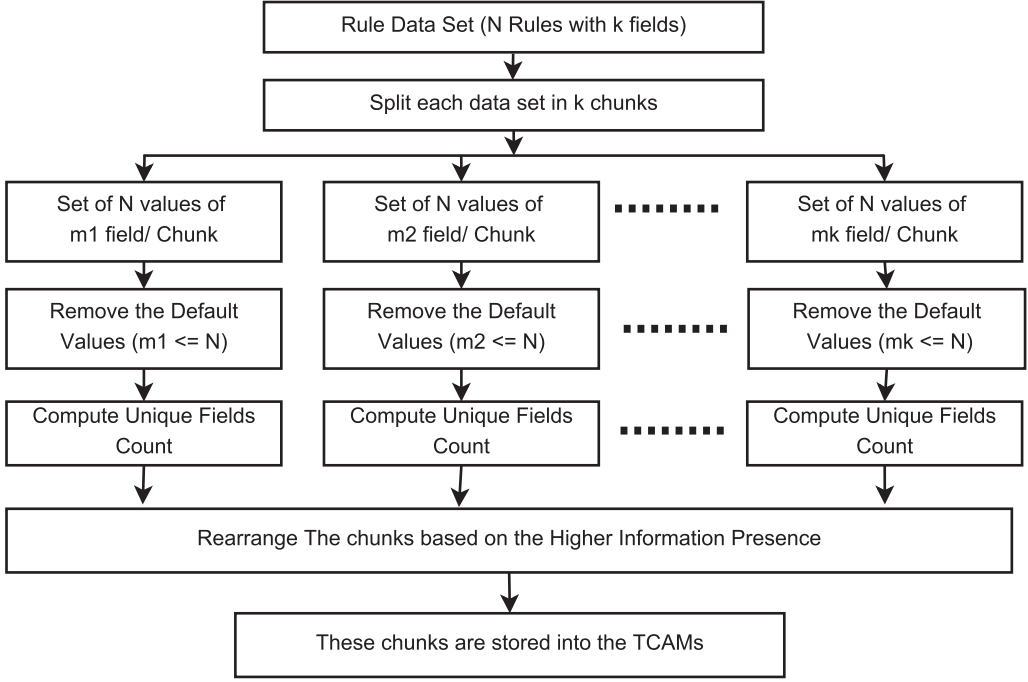 Rule Data Set (N Rules with k fields)
Split each data set in k chunks
Set of N values of
m1 field/ Chunk
Set of N values of
m2 field/ Chunk
Set of N values of
mk field/ Chunk
Remove the Default
Values (m1 <= N)
Remove the Default
Values (m2 <= N)
Remove the Default
Values (mk <= N)
Compute Unique Fields
Count
Compute Unique Fields
Count
Compute Unique Fields
Count
Rearrange The chunks based on the Higher Information Presence
These chunks are stored into the TCAMs